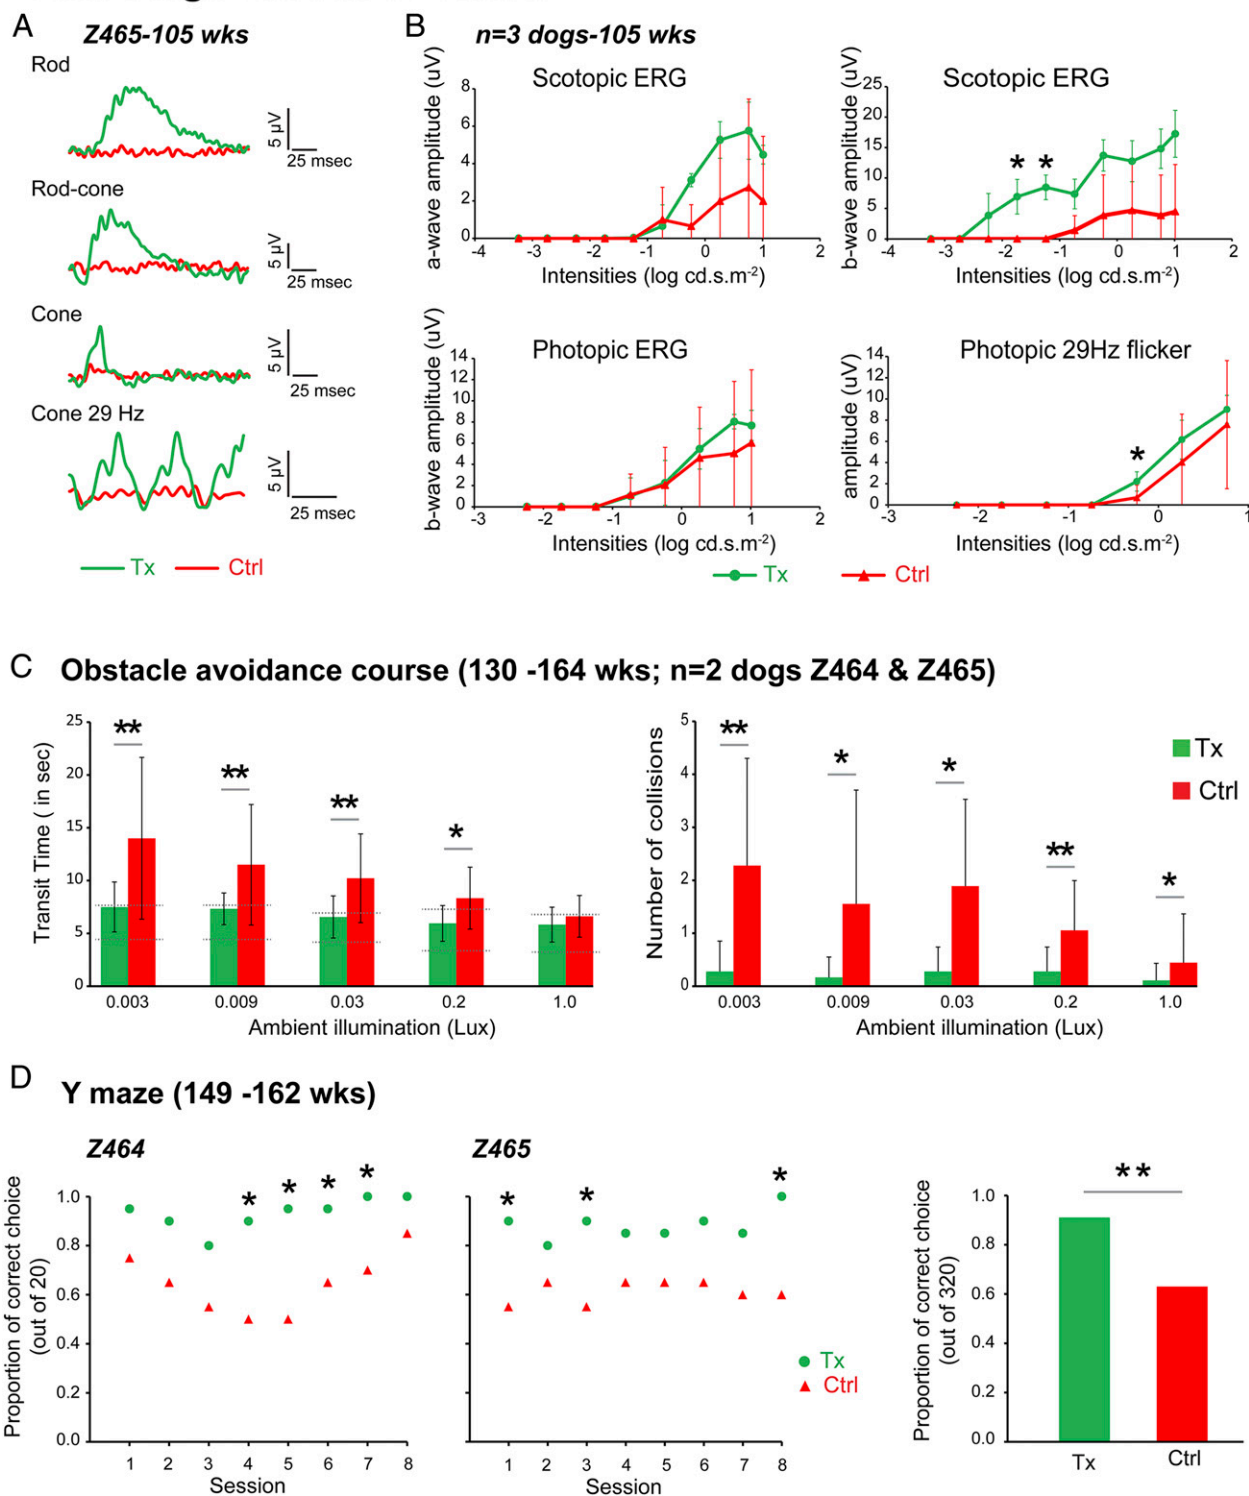 A
Z465-105 wks
Rod
5 µV
25 msec
Rod-cone
5 µV
25 msec
Cone
5 µV
25 msec
Cone 29 Hz
5 µV
25 msec
Tx
Ctrl
B
n=3 dogs-105 wks
Scotopic ERG
a-wave amplitude (uV)
8
6
4
2
0
-4
-3
-2
-1
0
1
2
Intensities (log cd.s.m-2)
Scotopic ERG
b-wave amplitude (uV)
25
20
15
10
5
0
-4
-3
-2
-1
0
1
2
Intensities (log cd.s.m-2)
Photopic ERG
b-wave amplitude (uV)
14
12
10
8
6
4
2
0
-3
-2
-1
0
1
2
Intensities (log cd.s.m-2)
Photopic 29Hz flicker
amplitude (uV)
14
12
10
8
6
4
2
0
-3
-2
-1
0
1
Intensities (log cd.s.m-2)
* *
*
Tx
Ctrl
C
Obstacle avoidance course (130 -164 wks; n=2 dogs Z464 & Z465)
Transit Time ( in sec)
25
20
15
10
5
0
** ** ** *
0.003 0.009 0.03 0.2 1.0
Ambient illumination (Lux)
Number of collisions
5
4
3
2
1
0
** * * ** *
0.003 0.009 0.03 0.2 1.0
Ambient illumination (Lux)
Tx
Ctrl
D
Y maze (149 -162 wks)
Z464
Proportion of correct choice
(out of 20)
1.0
0.8
0.6
0.4
0.2
0.0
* * * *
1 2 3 4 5 6 7 8
Session
Z465
* * *
1 2 3 4 5 6 7 8
Session
Tx
Ctrl
Proportion of correct choice
(out of 320)
1.0
0.8
0.6
0.4
0.2
0.0
**
Tx
Ctrl